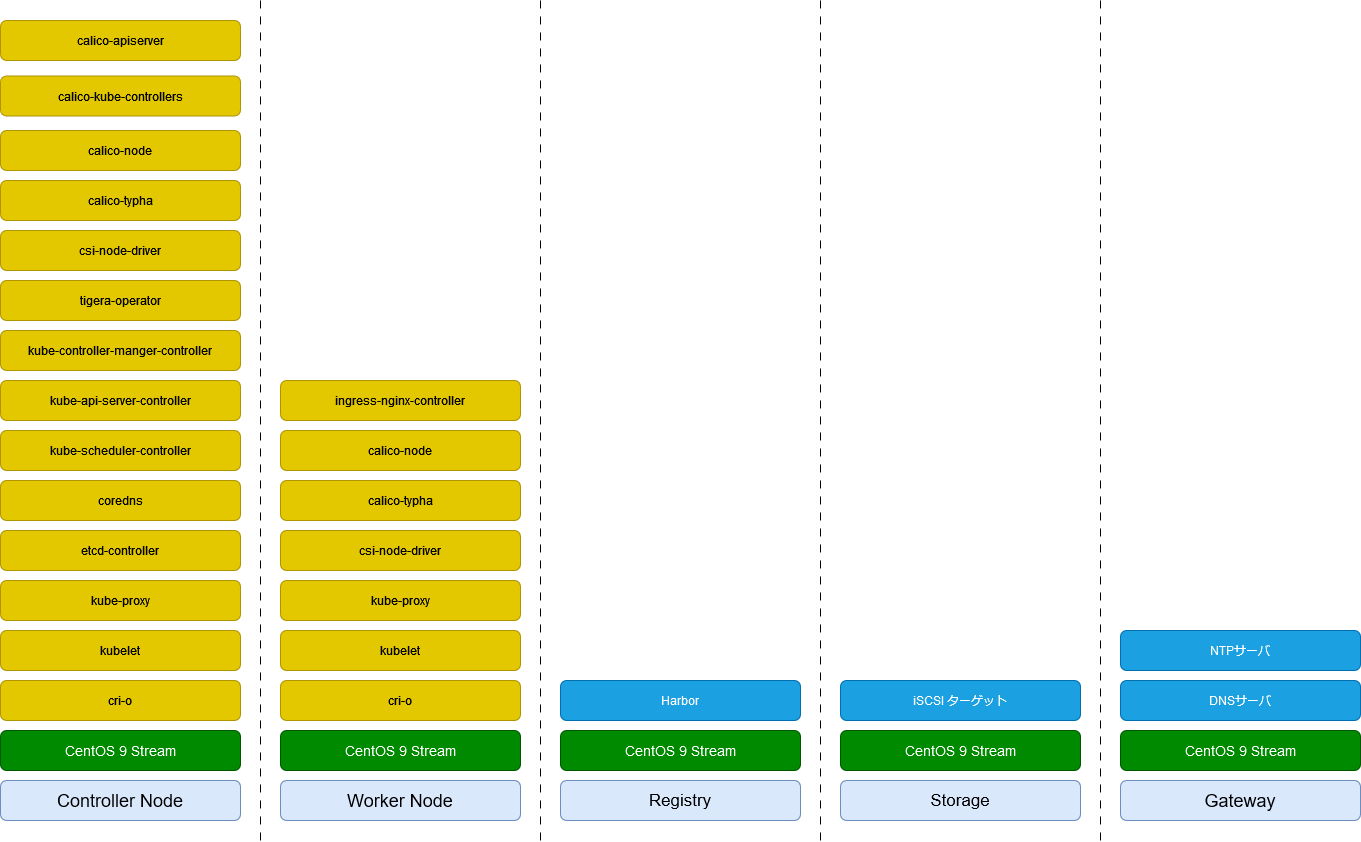 calico-apiserver
calico-kube-controllers
calico-node
calico-typha
csi-node-driver
tigera-operator
kube-controller-manger-controller
kube-api-server-controller
kube-scheduler-controller
coredns
etcd-controller
kube-proxy
kubelet
cri-o
CentOS 9 Stream
Controller Node
ingress-nginx-controller
calico-node
calico-typha
csi-node-driver
kube-proxy
kubelet
cri-o
CentOS 9 Stream
Worker Node
Harbor
CentOS 9 Stream
Registry
iSCSI ターゲット
CentOS 9 Stream
Storage
NTPサーバ
DNSサーバ
CentOS 9 Stream
Gateway